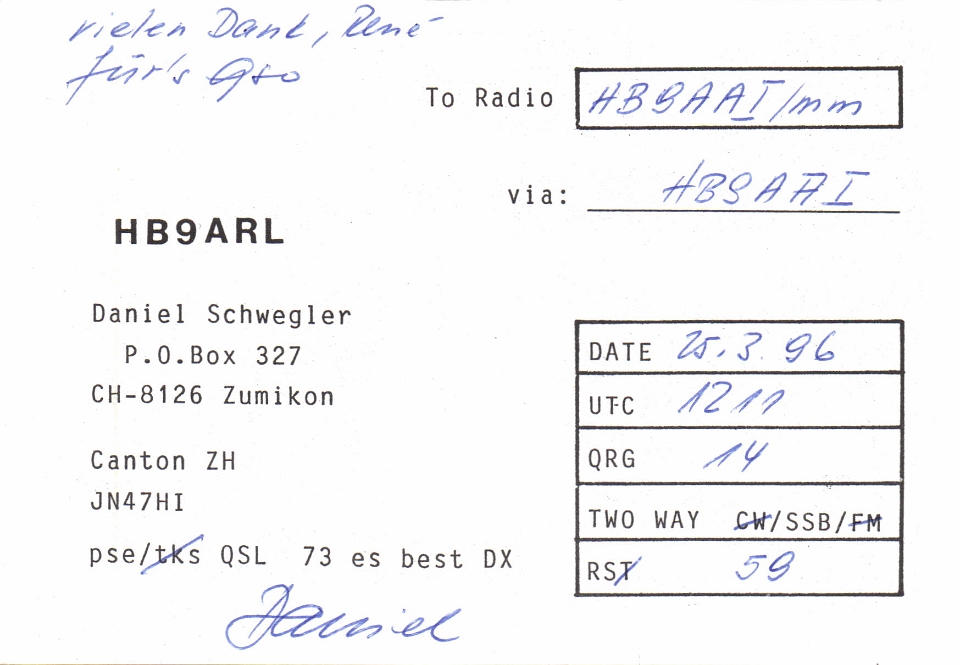 vielen Dank, René
für's Qso
To Radio HB9AAI/mm
via: HB9AAI
HB9ARL
Daniel Schwegler
P.O.Box 327
CH-8126 Zumikon
Canton ZH
JN47HI
pse/tks QSL 73 es best DX
Daniel
DATE 25.3.96
UTC 1211
QRG 14
TWO WAY CW/SSB/FM
RST 59